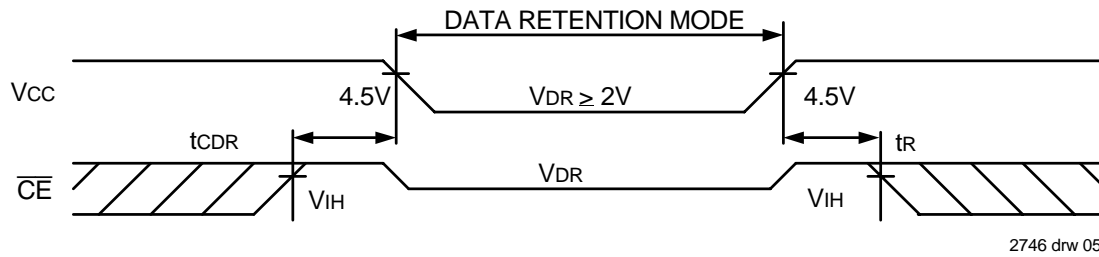 DATA RETENTION MODE
VCC
4.5V
VDR ≥ 2V
4.5V
tCDR
tR
CE
VIH
VDR
VIH
2746 drw 05